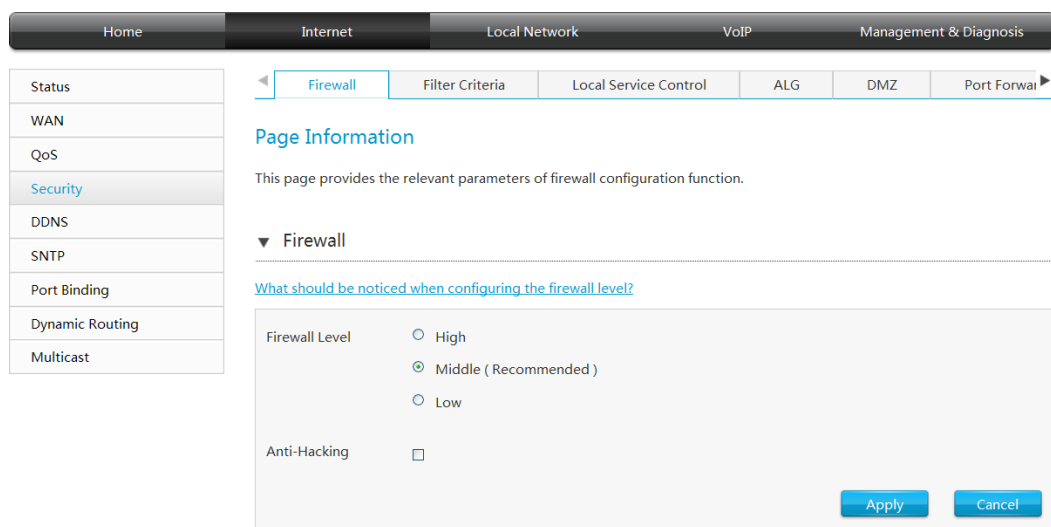 Home Internet Local Network VoIP Management & Diagnosis
Status
WAN
QoS
Security
DDNS
SNTP
Port Binding
Dynamic Routing
Multicast
Firewall Filter Criteria Local Service Control ALG DMZ Port Forwar
Page Information
This page provides the relevant parameters of firewall configuration function.
Firewall
What should be noticed when configuring the firewall level?
Firewall Level
High
Middle ( Recommended )
Low
Anti-Hacking
Apply Cancel